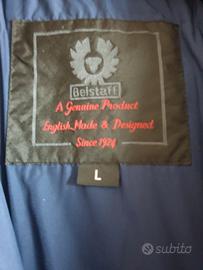 Belstaff
A Genuine Product
English Made & Designed
Since 1924
L
subito